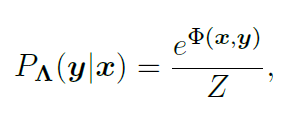 P_Λ(y|x) = e^{Φ(x,y)} / Z,